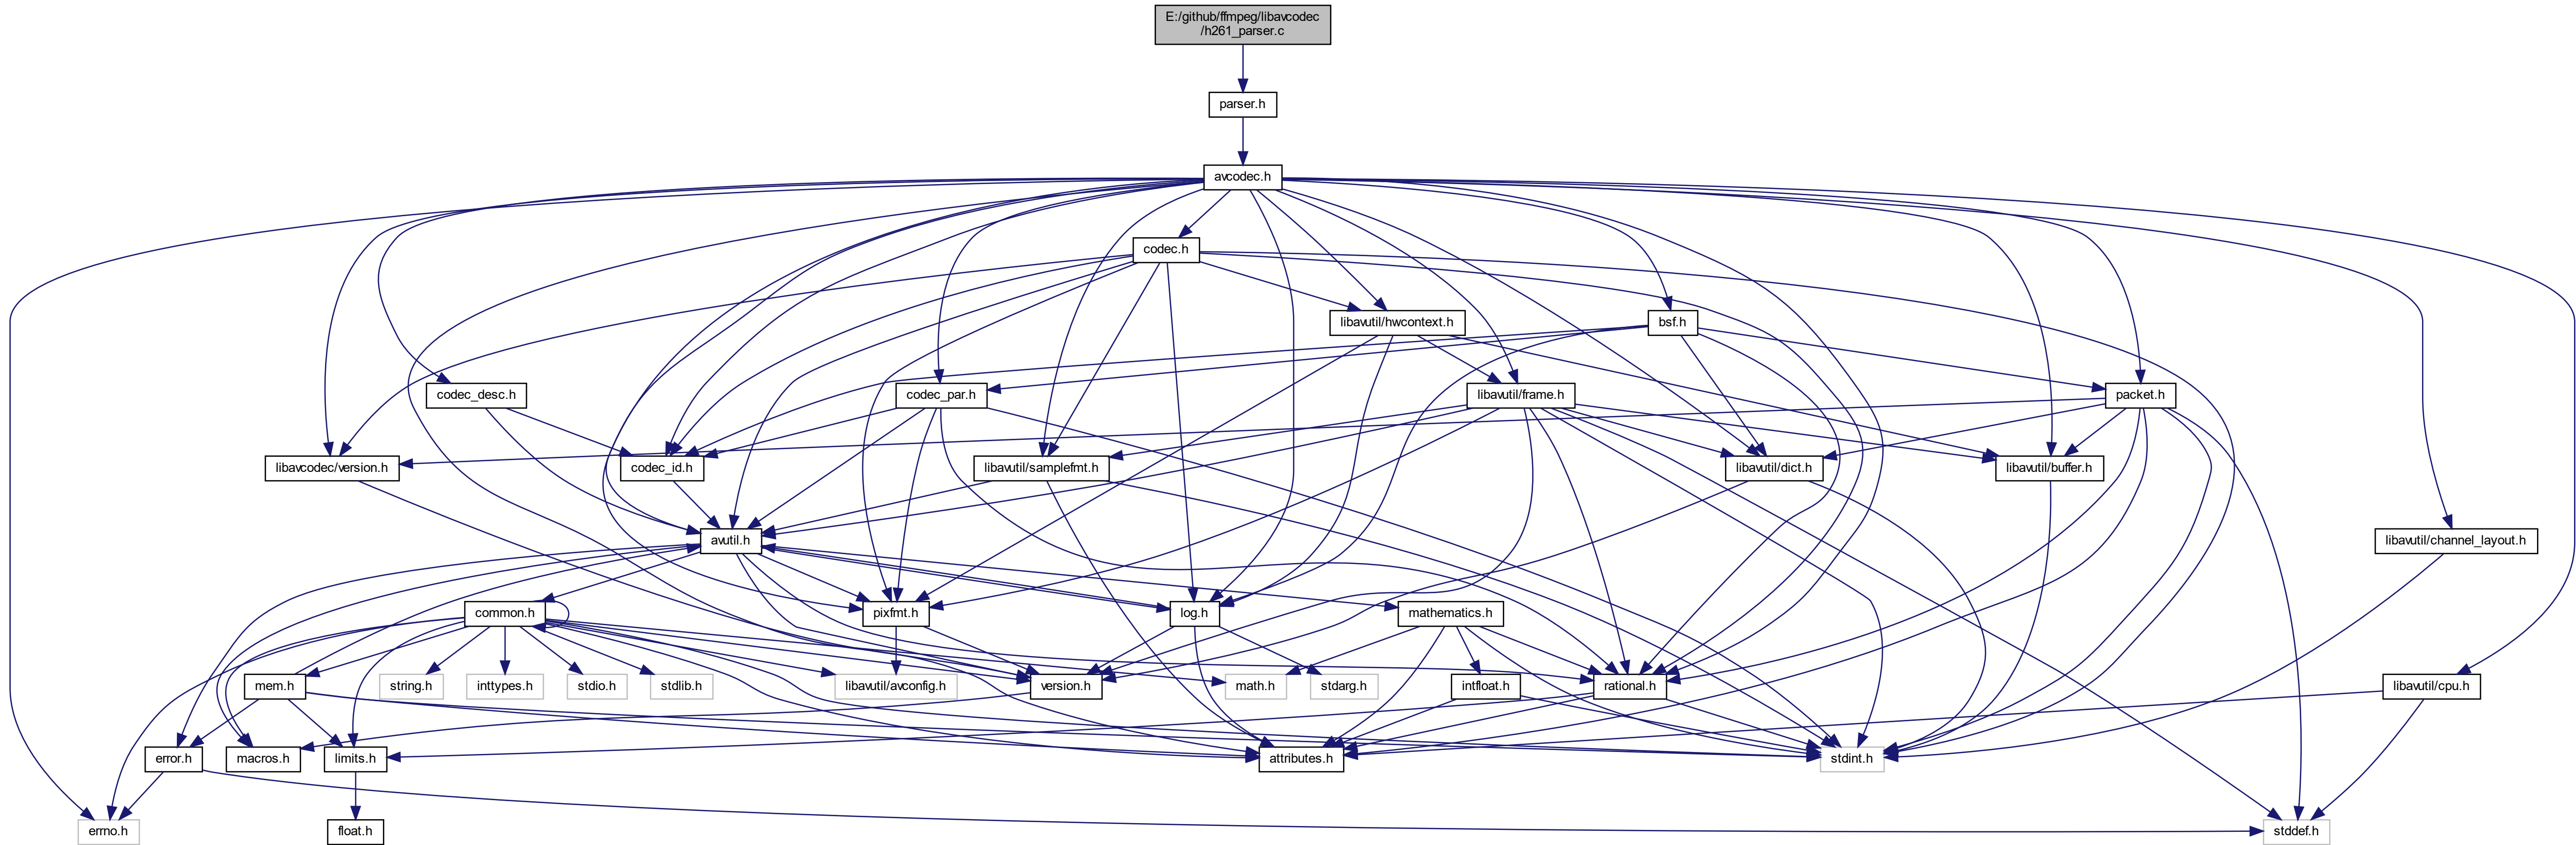 E:/github/ffmpeg/libavcodec
/h261_parser.c
parser.h
avcodec.h
codec.h
libavutil/hwcontext.h
bsf.h
codec_desc.h
codec_par.h
libavutil/frame.h
packet.h
libavcodec/version.h
codec_id.h
libavutil/samplefmt.h
libavutil/dict.h
libavutil/buffer.h
avutil.h
libavutil/channel_layout.h
common.h
pixfmt.h
log.h
mathematics.h
mem.h
string.h
inttypes.h
stdio.h
stdlib.h
libavutil/avconfig.h
version.h
math.h
stdarg.h
intfloat.h
rational.h
libavutil/cpu.h
error.h
macros.h
limits.h
attributes.h
stdint.h
errno.h
float.h
stddef.h